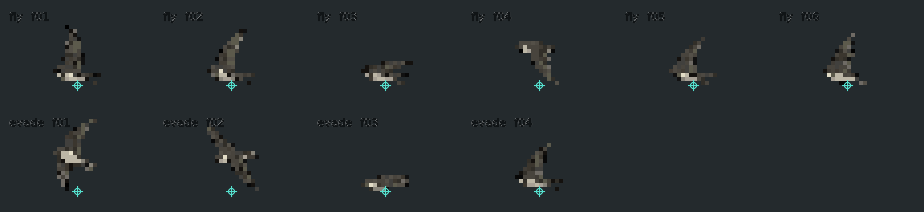 fly f01
fly f02
fly f03
fly f04
fly f05
fly f06
evade f01
evade f02
evade f03
evade f04